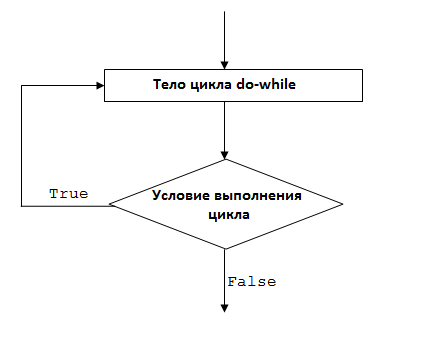 Тело цикла do-while
True
Условие выполнения
цикла
False